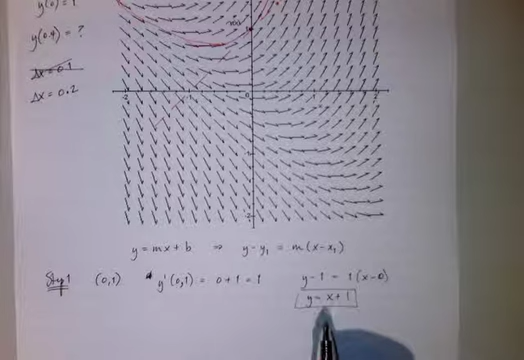 y(0) = 1
y(0.4) = ?
Δx = 0.1
Δx = 0.2
y = mx + b ⇒ y - y₁ = m(x - x₁)
Step 1 (0,1) y'(0,1) = 0 + 1 = 1 y - 1 = 1(x - 0)
y = x + 1